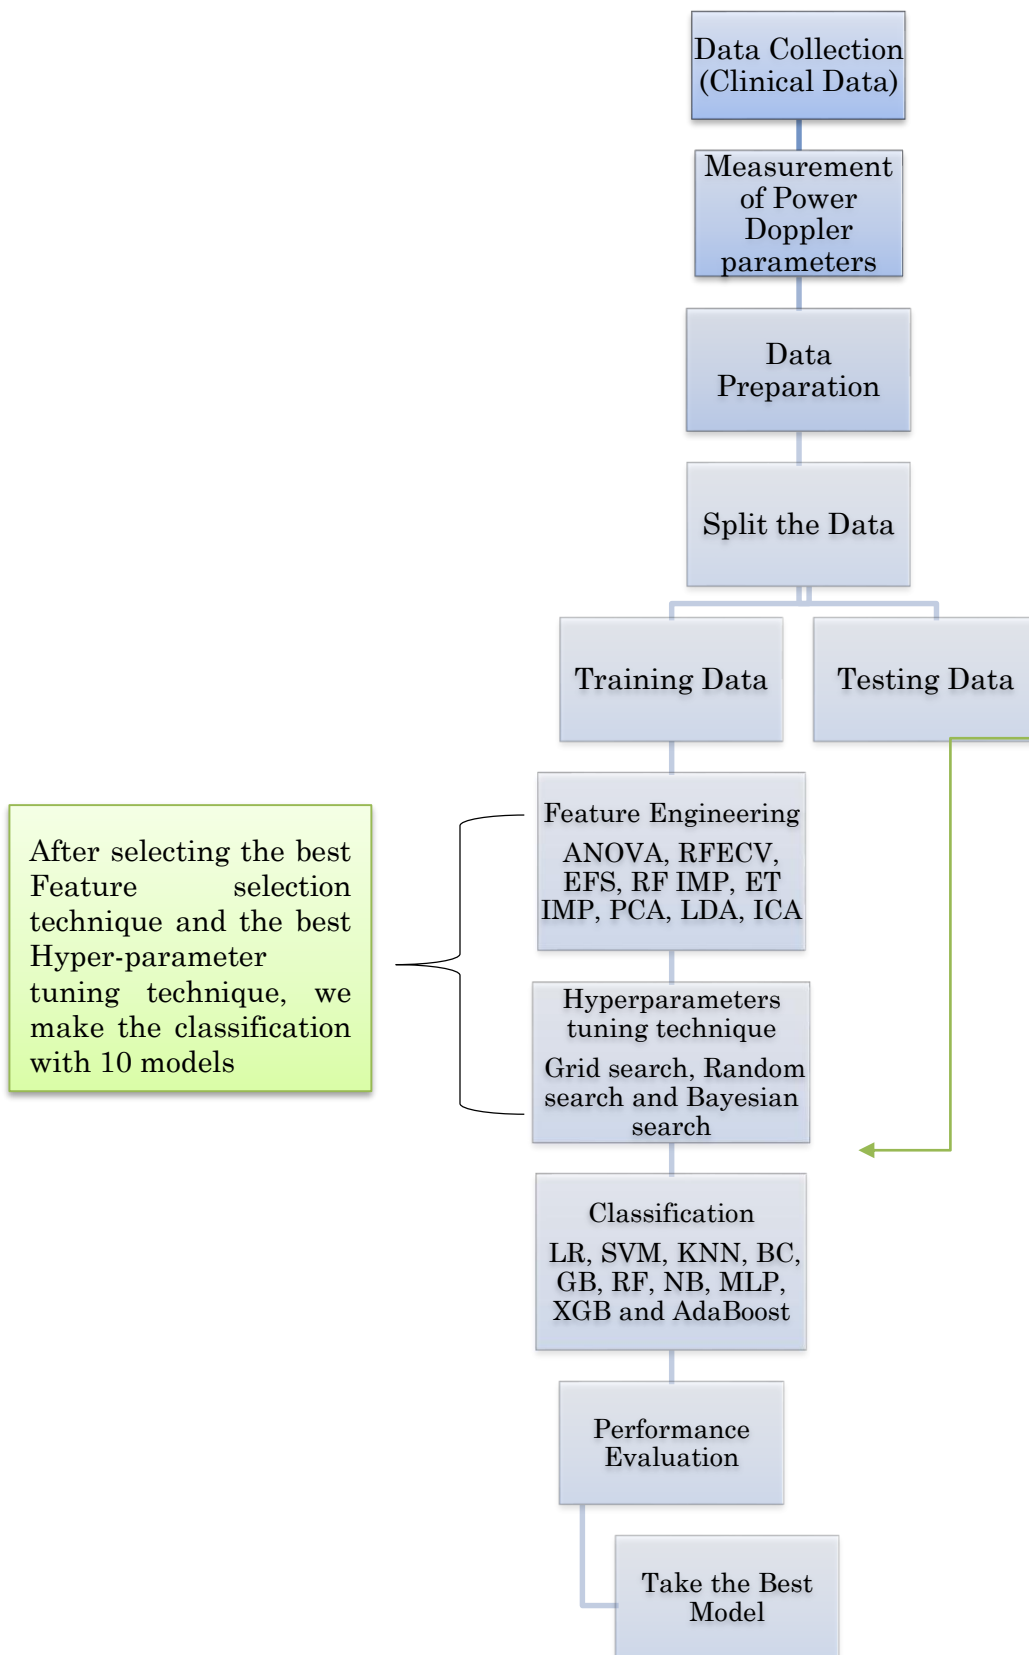 Data Collection
(Clinical Data)
Measurement
of Power
Doppler
parameters
Data
Preparation
Split the Data
Training Data
Testing Data
Feature Engineering
ANOVA, RFECV,
EFS, RF IMP, ET
IMP, PCA, LDA, ICA
After selecting the best
Feature selection
technique and the best
Hyper-parameter
tuning technique, we
make the classification
with 10 models
Hyperparameters
tuning technique
Grid search, Random
search and Bayesian
search
Classification
LR, SVM, KNN, BC,
GB, RF, NB, MLP,
XGB and AdaBoost
Performance
Evaluation
Take the Best
Model